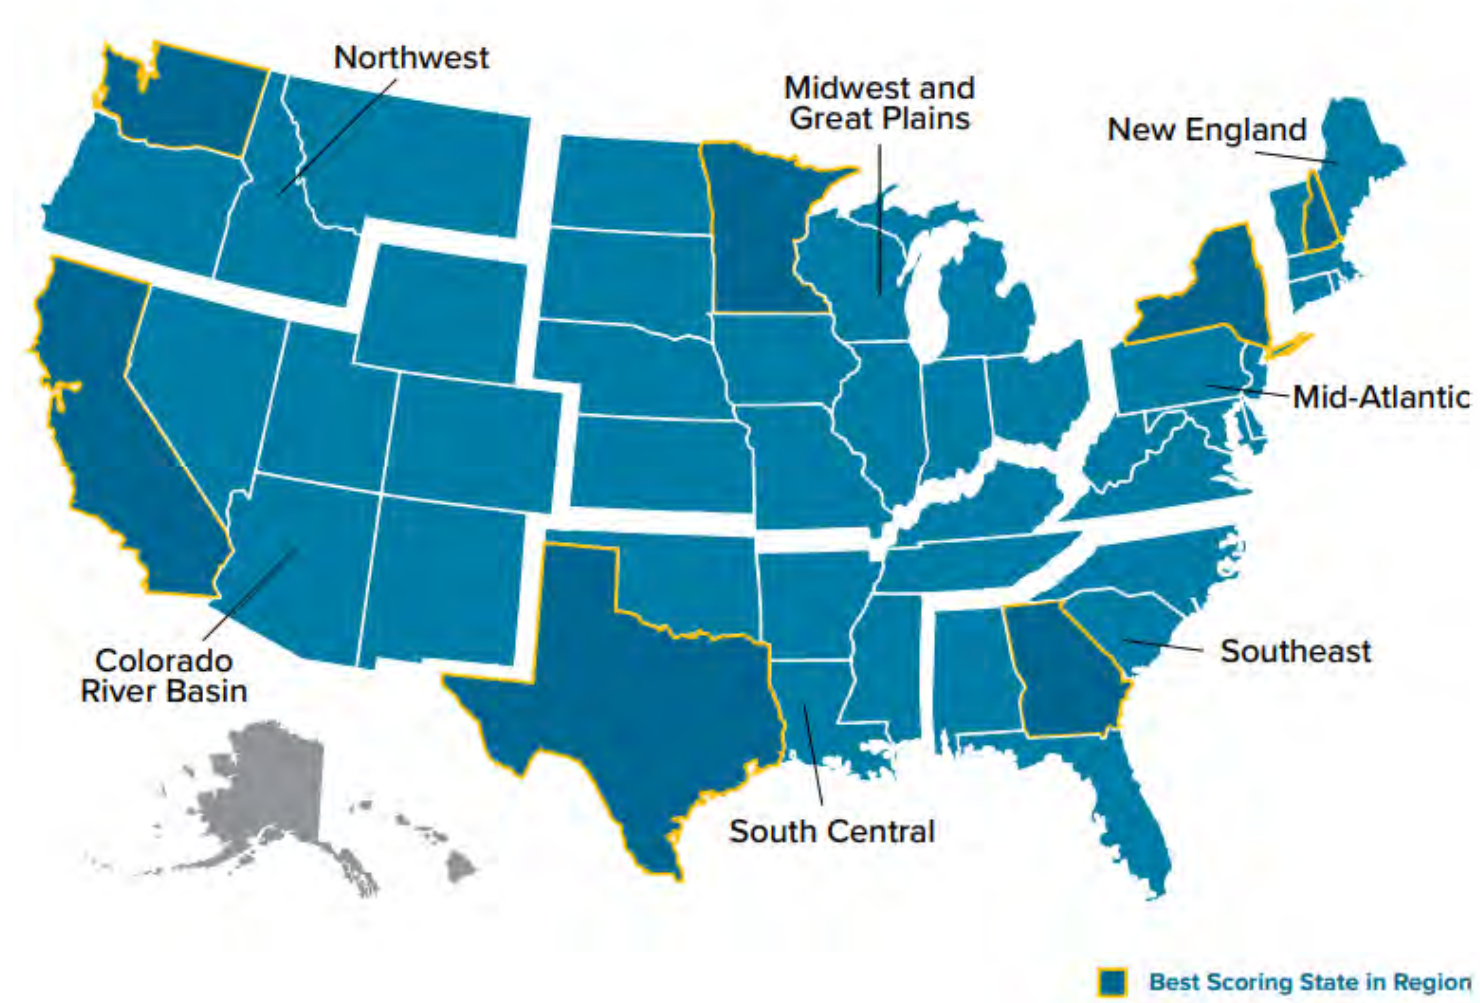 Northwest
Midwest and
Great Plains
New England
Mid-Atlantic
Southeast
Colorado
River Basin
South Central
Best Scoring State in Region